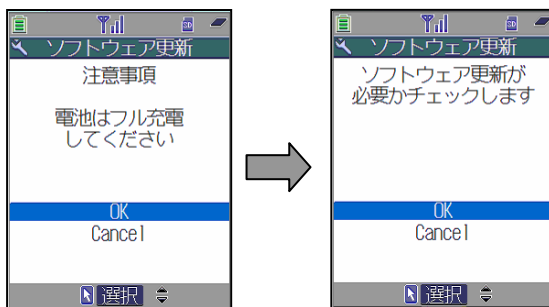 ソフトウェア更新
注意事項
電池はフル充電
してください
OK
Cancel
選択
ソフトウェア更新
ソフトウェア更新が
必要かチェックします
OK
Cancel
選択